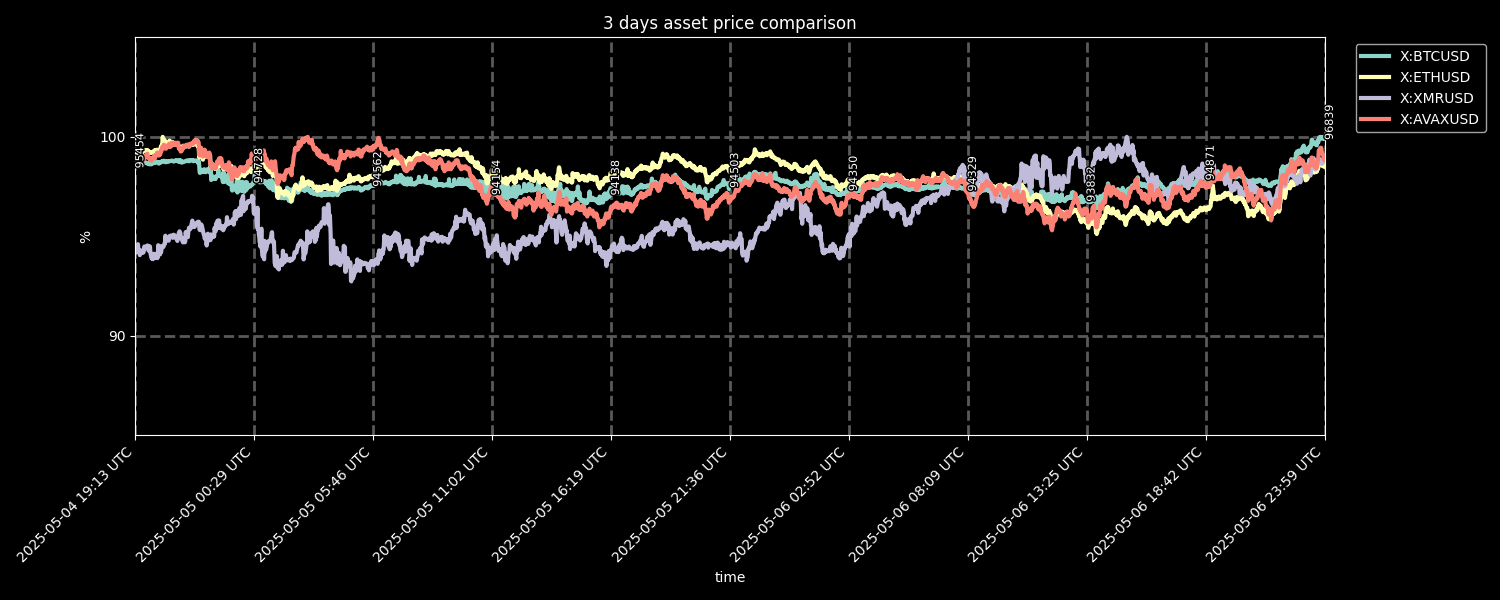 3 days asset price comparison
X:BTCUSD
X:ETHUSD
X:XMRUSD
X:AVAXUSD
100
90
%
95454
94728
94562
94154
94138
94503
94350
94329
93832
94871
96839
2025-05-04 19:13 UTC
2025-05-05 00:29 UTC
2025-05-05 05:46 UTC
2025-05-05 11:02 UTC
2025-05-05 16:19 UTC
2025-05-05 21:36 UTC
2025-05-06 02:52 UTC
2025-05-06 08:09 UTC
2025-05-06 13:25 UTC
2025-05-06 18:42 UTC
2025-05-06 23:59 UTC
time